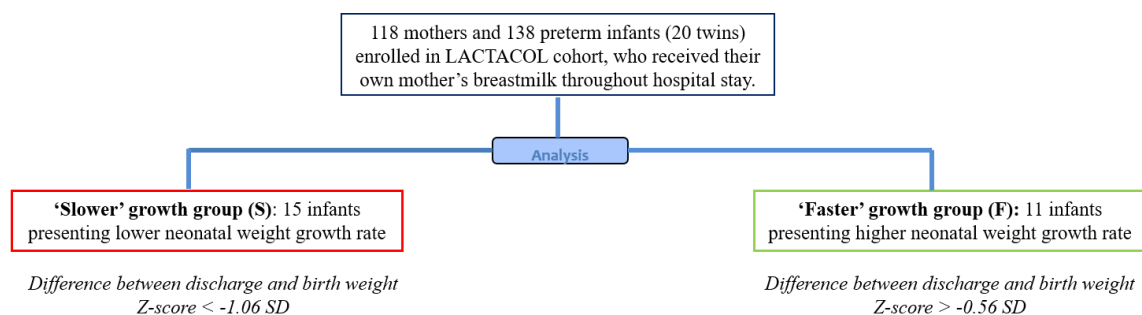 118 mothers and 138 preterm infants (20 twins)
enrolled in LACTACOL cohort, who received their
own mother’s breastmilk throughout hospital stay.
Analysis
‘Slower’ growth group (S): 15 infants
presenting lower neonatal weight growth rate
Difference between discharge and birth weight
Z-score < -1.06 SD
‘Faster’ growth group (F): 11 infants
presenting higher neonatal weight growth rate
Difference between discharge and birth weight
Z-score > -0.56 SD